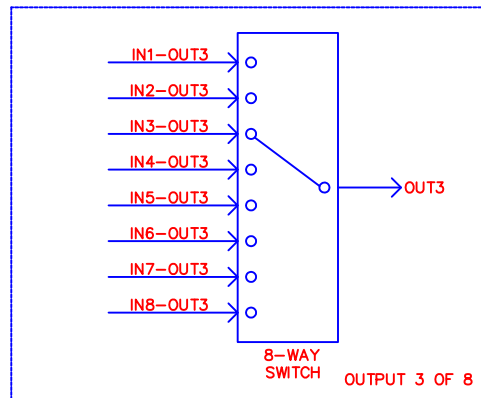 IN1-OUT3
IN2-OUT3
IN3-OUT3
IN4-OUT3
IN5-OUT3
IN6-OUT3
IN7-OUT3
IN8-OUT3
OUT3
8-WAY
SWITCH
OUTPUT 3 OF 8